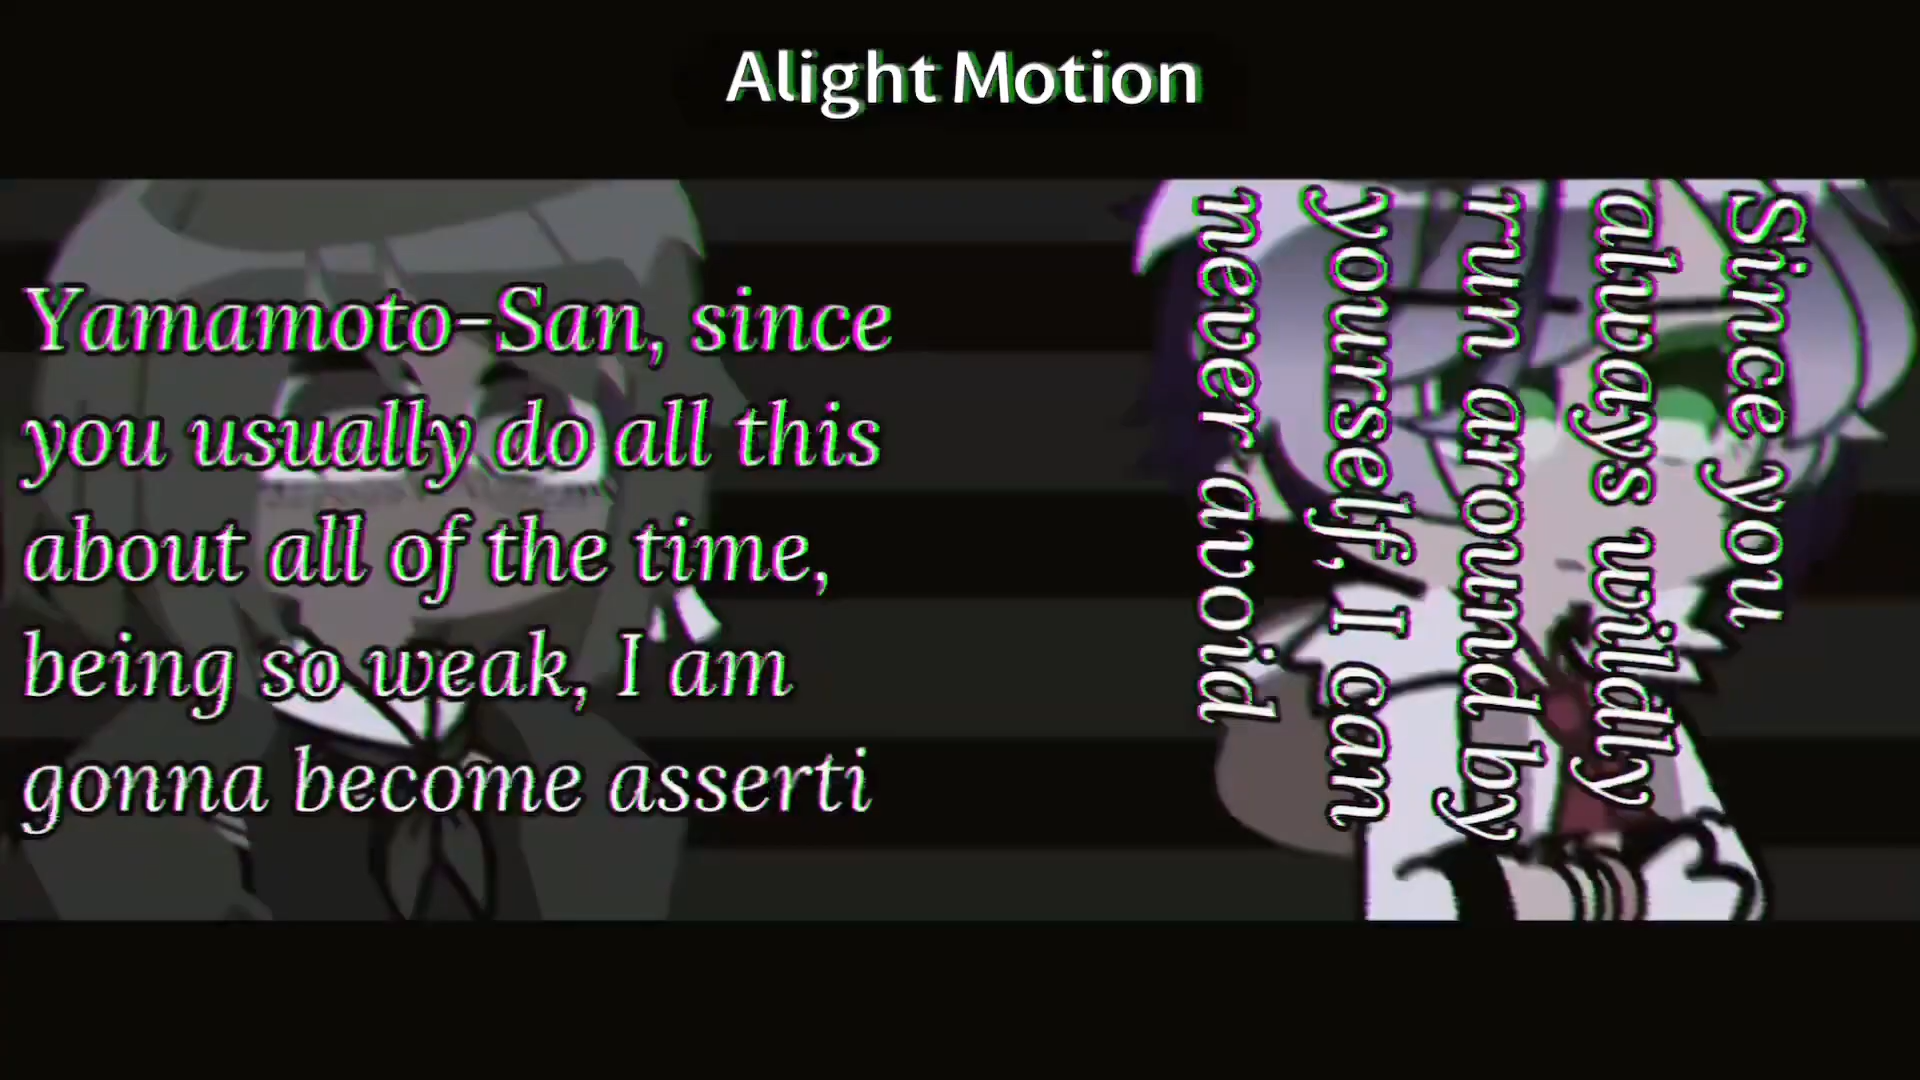 Alight Motion
Yamamoto-San, since
you usually do all this
about all of the time,
being so weak, I am
gonna become asserti
Since you
always wildly
run around by
yourself, I can
never avoid